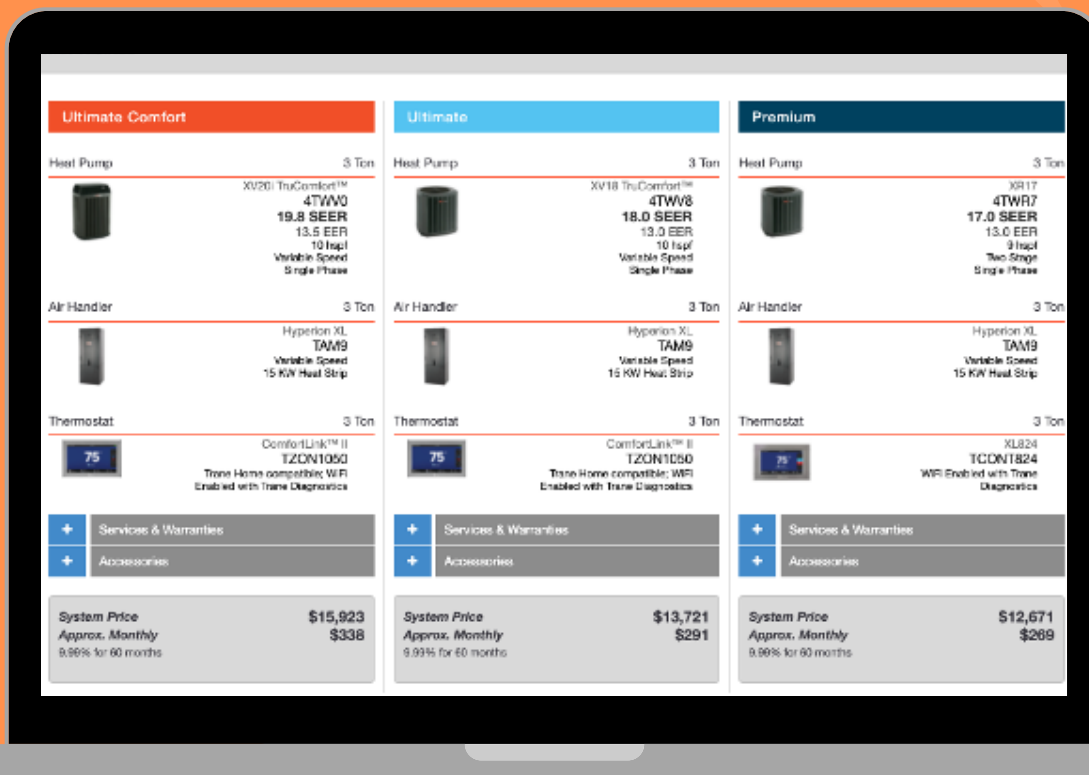 Ultimate Comfort
Heat Pump 3 Ton
XV20i TruComfort™
4TWV0
19.8 SEER
13.5 EER
10 hspf
Variable Speed
Single Phase
Air Handler 3 Ton
Hyperion XL
TAM9
Variable Speed
15 KW Heat Strip
Thermostat 3 Ton
75
ComfortLink™ II
TZON1050
Trane Home compatible; WiFi
Enabled with Trane Diagnostics
+ Services & Warranties
+ Accessories
System Price $15,923
Approx. Monthly $338
9.99% for 60 months
Ultimate
Heat Pump 3 Ton
XV18 TruComfort™
4TWV8
18.0 SEER
13.0 EER
10 hspf
Variable Speed
Single Phase
Air Handler 3 Ton
Hyperion XL
TAM9
Variable Speed
15 KW Heat Strip
Thermostat 3 Ton
75
ComfortLink™ II
TZON1050
Trane Home compatible; WiFi
Enabled with Trane Diagnostics
+ Services & Warranties
+ Accessories
System Price $13,721
Approx. Monthly $291
9.99% for 60 months
Premium
Heat Pump 3 Ton
XR17
4TWR7
17.0 SEER
13.0 EER
9 hspf
Two Stage
Single Phase
Air Handler 3 Ton
Hyperion XL
TAM9
Variable Speed
15 KW Heat Strip
Thermostat 3 Ton
75
XL824
TCONT824
WiFi Enabled with Trane
Diagnostics
+ Services & Warranties
+ Accessories
System Price $12,671
Approx. Monthly $269
9.99% for 60 months